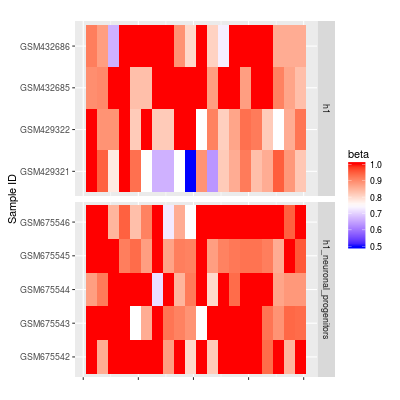 Sample ID
GSM432686
GSM432685
GSM429322
GSM429321
h1
GSM675546
GSM675545
GSM675544
GSM675543
GSM675542
h1_neuronal_progenitors
beta
1.0
0.9
0.8
0.7
0.6
0.5